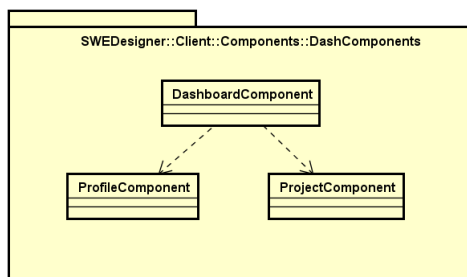 SWEDesigner::Client::Components::DashComponents
DashboardComponent
ProfileComponent
ProjectComponent